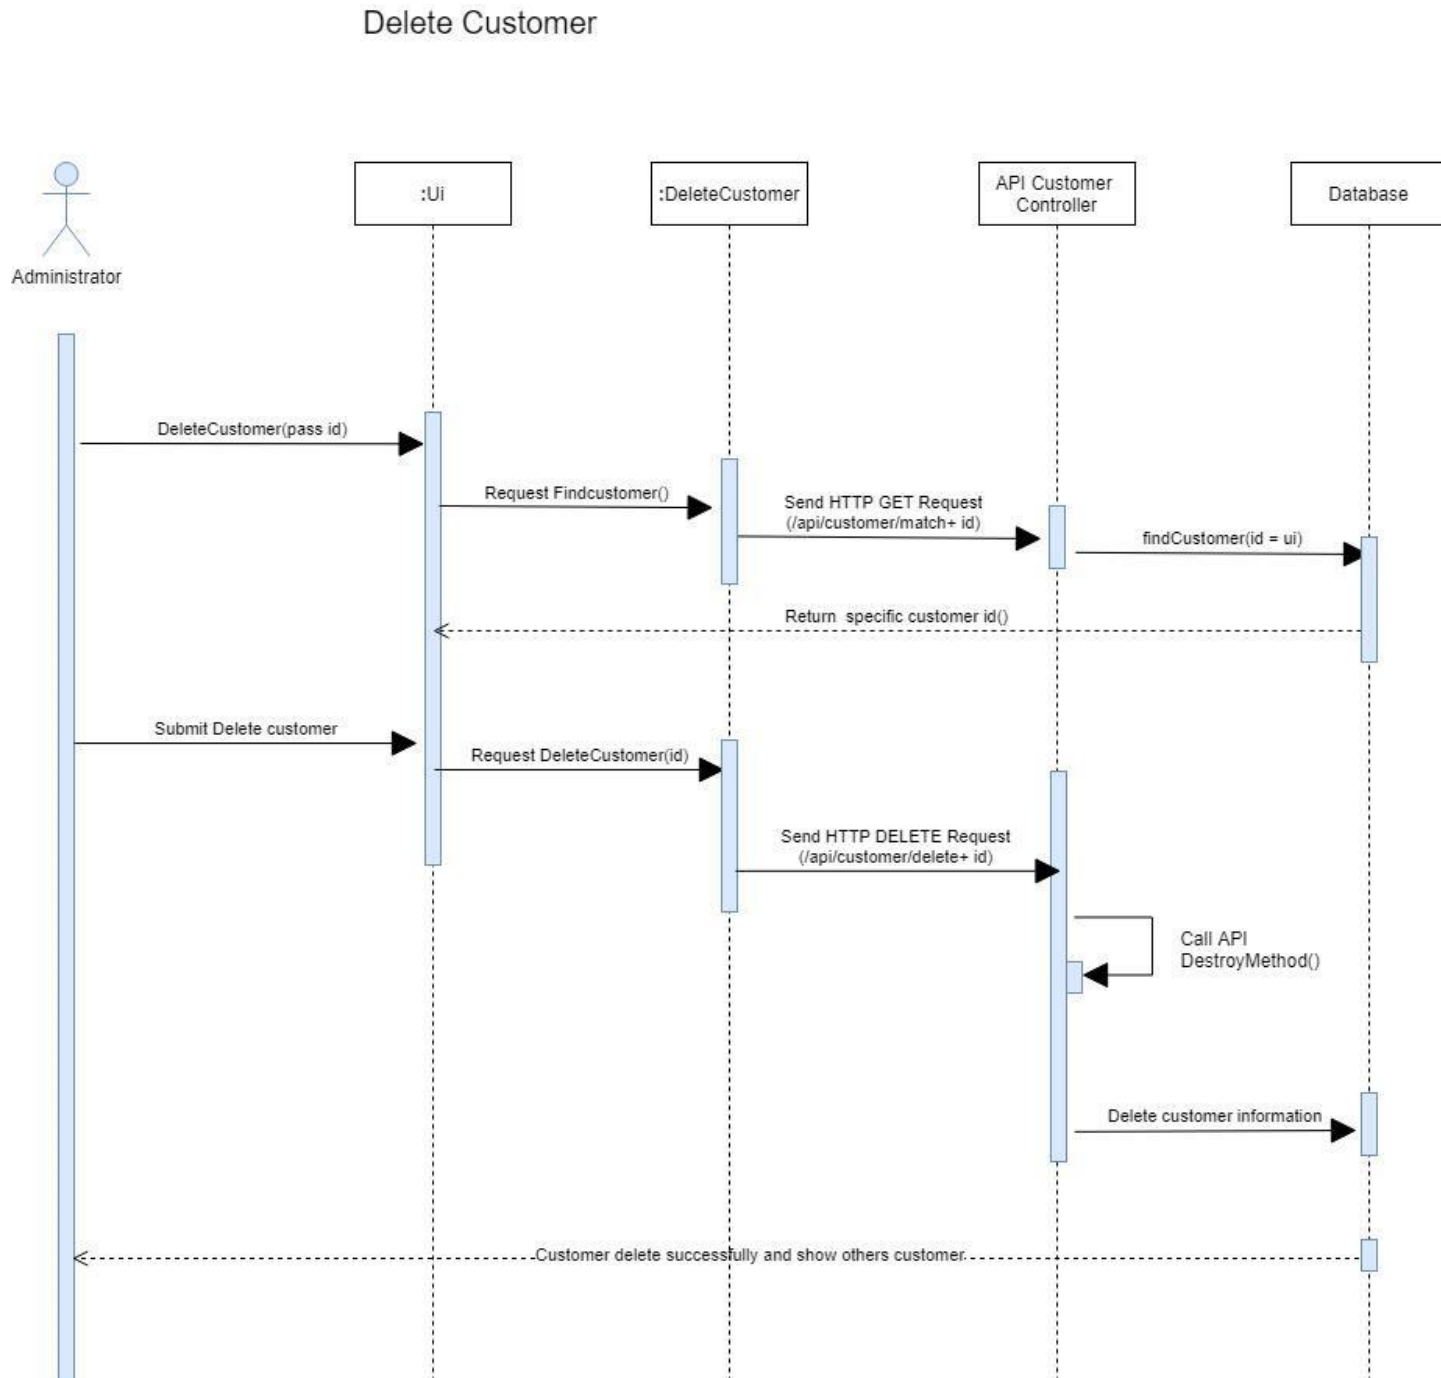 Delete Customer
:Ui
:DeleteCustomer
API Customer
Controller
Database
Administrator
DeleteCustomer(pass id)
Request Findcustomer()
Send HTTP GET Request
(/api/customer/match+ id)
findCustomer(id = ui)
Return  specific customer id()
Submit Delete customer
Request DeleteCustomer(id)
Send HTTP DELETE Request
(/api/customer/delete+ id)
Call API
DestroyMethod()
Delete customer information
Customer delete successfully and show others customer